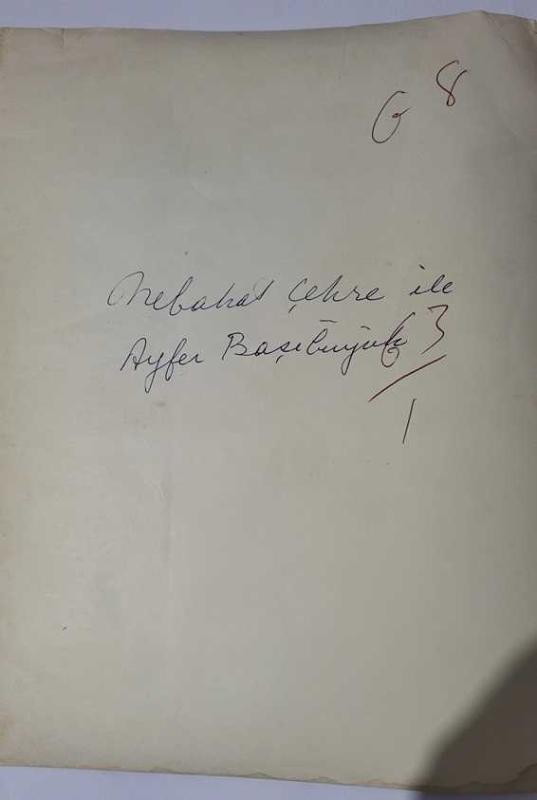 G 8
Nebahat Çehre ile
Ayfer Başıbüyük 3
1